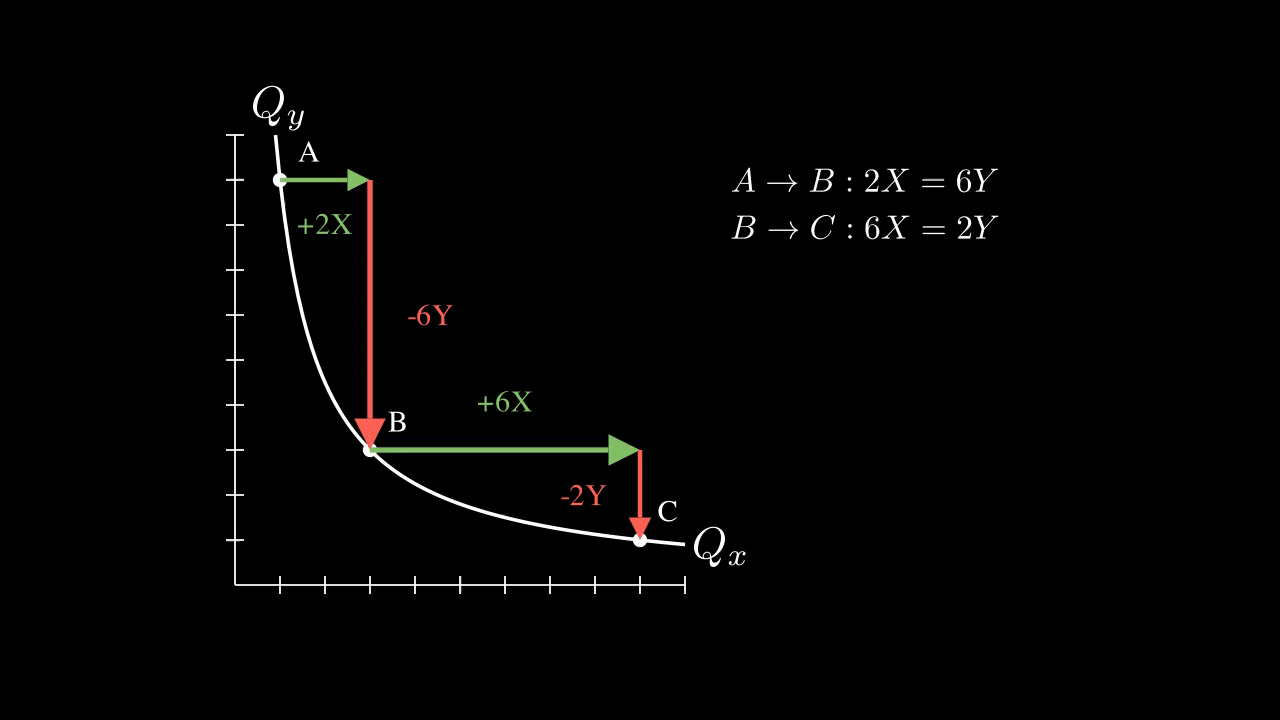 Q_y
A
A → B : 2X = 6Y
+2X
B → C : 6X = 2Y
-6Y
+6X
B
-2Y
C
Q_x